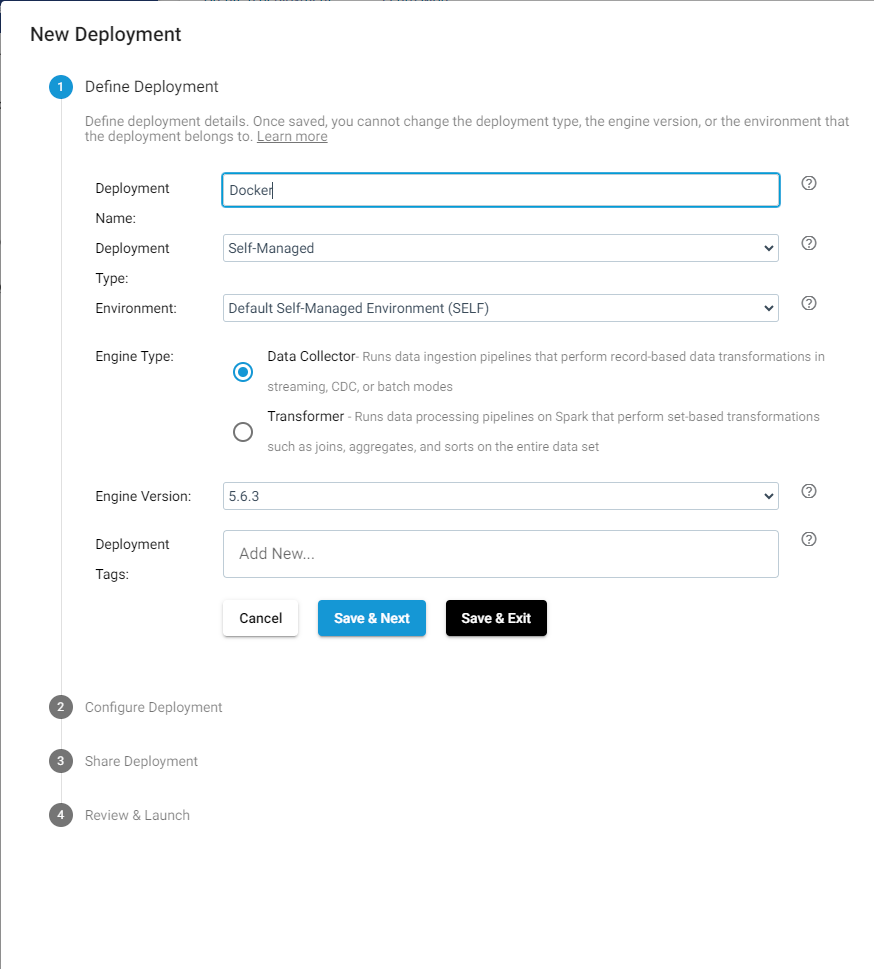 New Deployment
1 Define Deployment
Define deployment details. Once saved, you cannot change the deployment type, the engine version, or the environment that
the deployment belongs to. Learn more
Deployment
Name:
Docker
Deployment
Type:
Self-Managed
Environment:
Default Self-Managed Environment (SELF)
Engine Type:
Data Collector- Runs data ingestion pipelines that perform record-based data transformations in
streaming, CDC, or batch modes
Transformer - Runs data processing pipelines on Spark that perform set-based transformations
such as joins, aggregates, and sorts on the entire data set
Engine Version:
5.6.3
Deployment
Tags:
Add New...
Cancel
Save & Next
Save & Exit
2 Configure Deployment
3 Share Deployment
4 Review & Launch